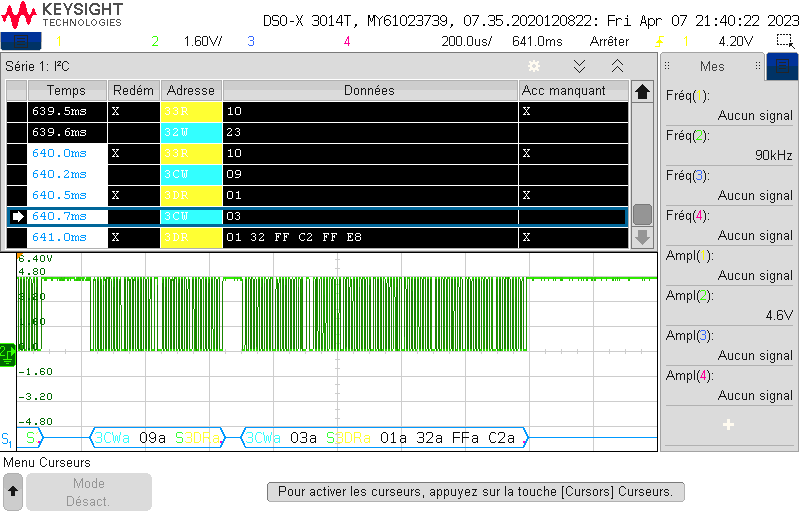 KEYSIGHT
TECHNOLOGIES
DSO-X 3014T, MY61023739, 07.35.2020120822: Fri Apr 07 21:40:22 2023
1 2 1.60V/ 3 4 200.0us/ 641.0ms Arrêter 1 4.20V
Série 1: I²C
Temps Redém Adresse Données Acc manquant
639.5ms X 10 X
639.6ms 23
640.0ms X 10 X
640.2ms 3CW 09
640.5ms X 3DR 01 X
640.7ms 3CW 03
641.0ms X 3DR 01 32 FF C2 FF E8 X
Mes
Fréq( ):
Aucun signal
Fréq(2):
90kHz
Fréq(3):
Aucun signal
Fréq(4):
Aucun signal
Ampl( ):
Aucun signal
Ampl(2):
4.6V
Ampl(3):
Aucun signal
Ampl(4):
Aucun signal
6.40V
4.80
3.20
1.60
0.0
-1.60
-3.20
-4.80
S1 S 3CWa 09a S3DRa 3CWa 03a S3DRa 01a 32a FFa C2a
Menu Curseurs
Mode
Désact.
Pour activer les curseurs, appuyez sur la touche [Cursors] Curseurs.